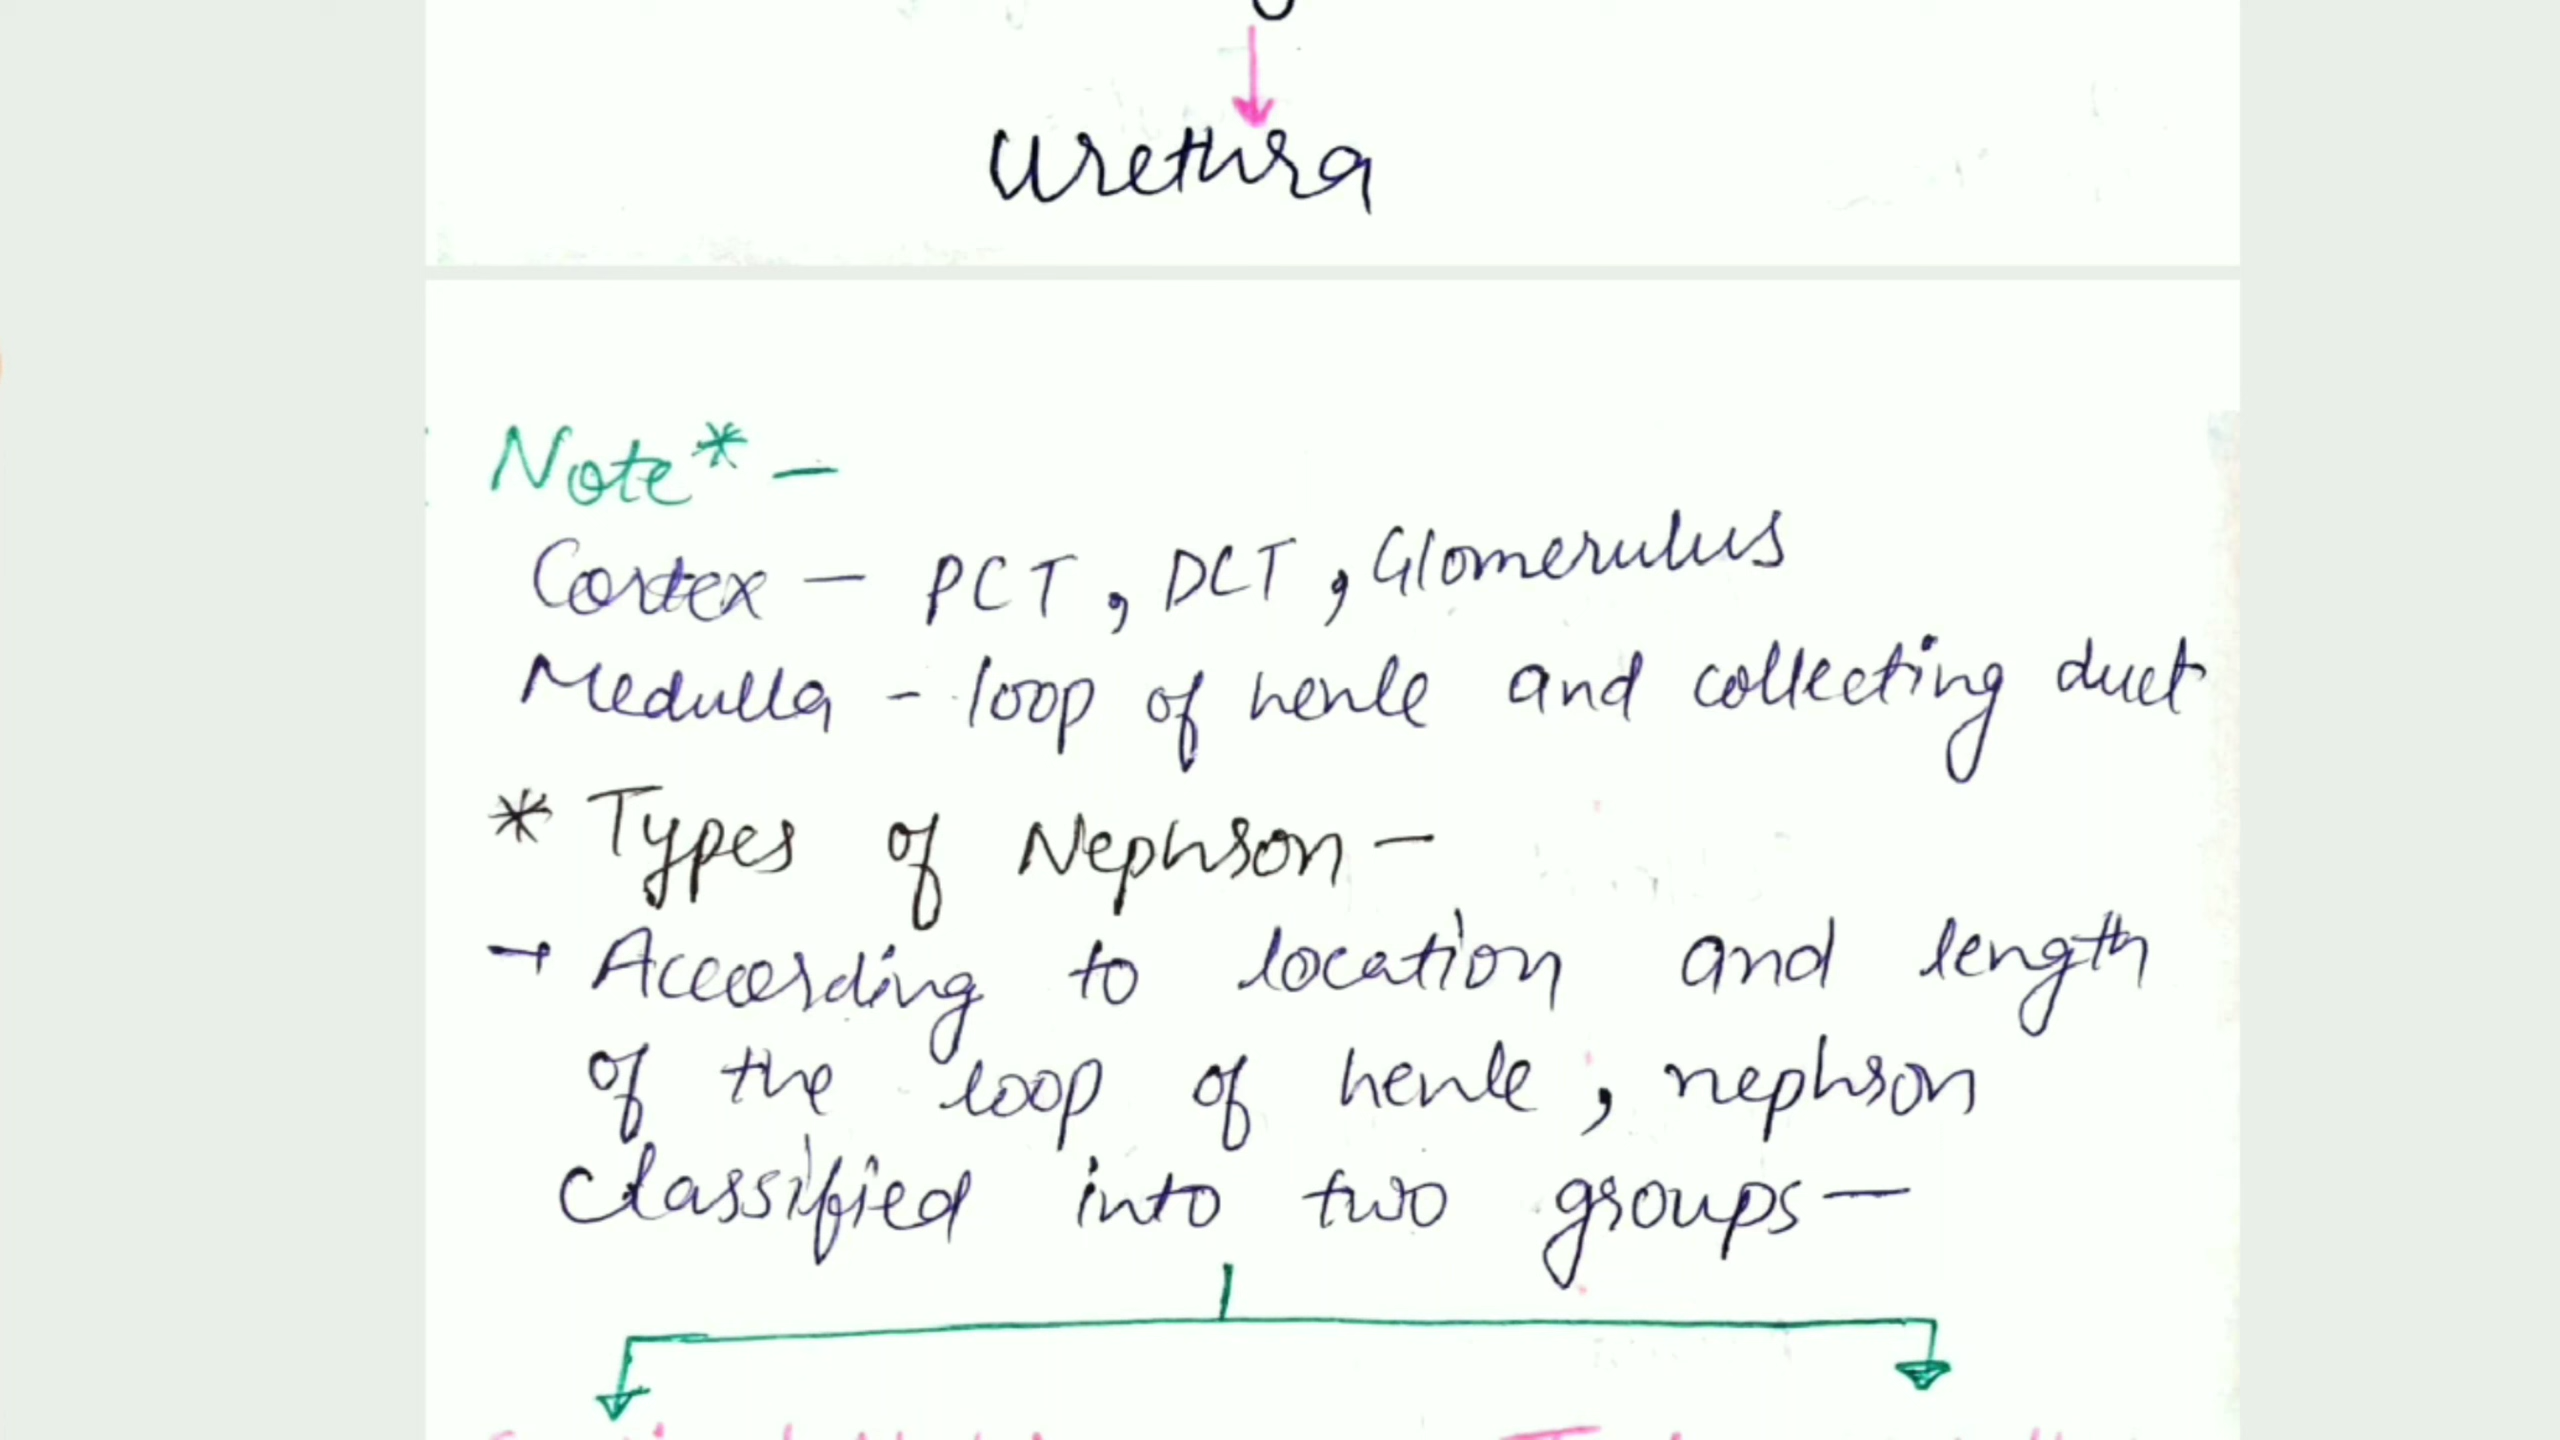 Urethra
Note* -
Cortex - PCT, DCT, Glomerulus
Medulla - loop of henle and collecting duct
* Types of Nephron -
→ According to location and length
of the loop of henle, nephron
classified into two groups -